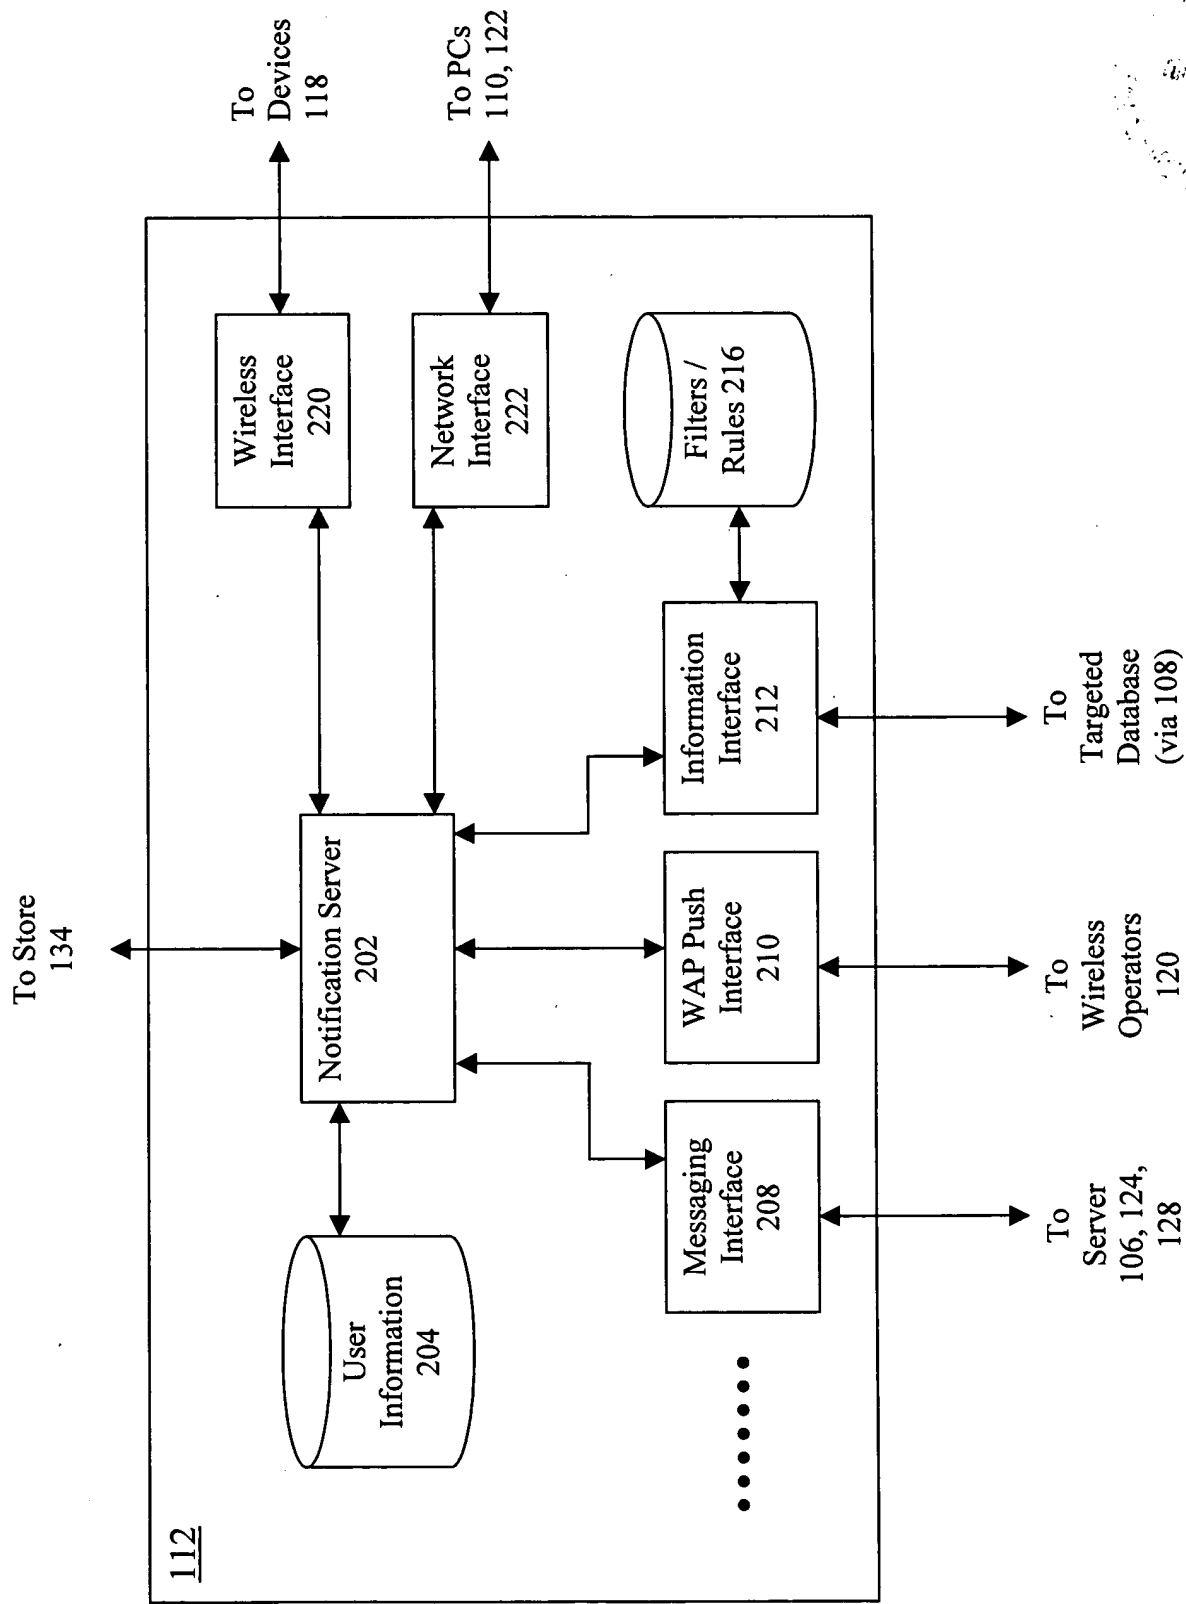 To Store
134
To
Devices
118
To PCs
110, 122
112
User
Information
204
Notification Server
202
Wireless
Interface
220
Network
Interface
222
Messaging
Interface
208
WAP Push
Interface
210
Information
Interface
212
Filters /
Rules 216
To
Server
106, 124,
128
To
Wireless
Operators
120
To
Targeted
Database
(via 108)